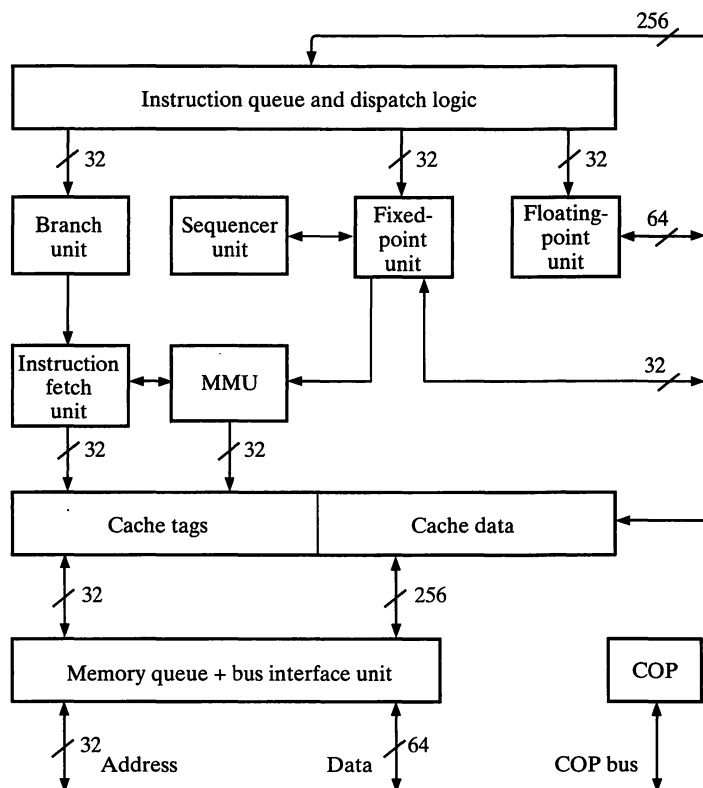 256
Instruction queue and dispatch logic
32
32
32
Branch
unit
Sequencer
unit
Fixed-
point
unit
Floating-
point
unit
64
Instruction
fetch
unit
MMU
32
32
32
Cache tags
Cache data
32
256
Memory queue + bus interface unit
COP
32
Address
Data
64
COP bus